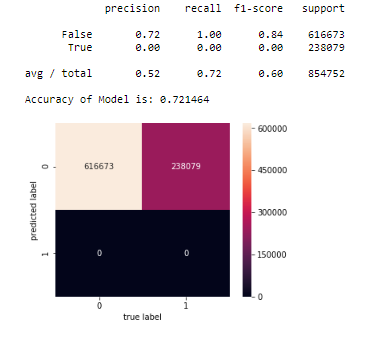 precision recall f1-score support
False 0.72 1.00 0.84 616673
True 0.00 0.00 0.00 238079
avg / total 0.52 0.72 0.60 854752
Accuracy of Model is: 0.721464
600000
450000
300000
150000
0
predicted label
0
1
616673 238079
0 0
0 1
true label